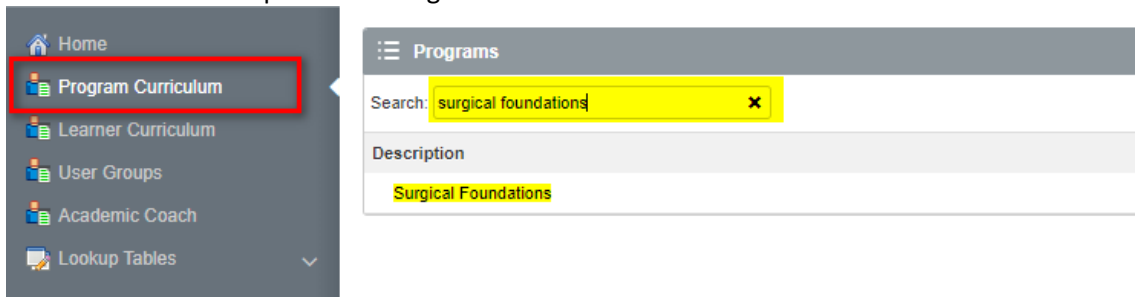 Home
Program Curriculum
Learner Curriculum
User Groups
Academic Coach
Lookup Tables
Programs
Search: surgical foundations
Description
Surgical Foundations